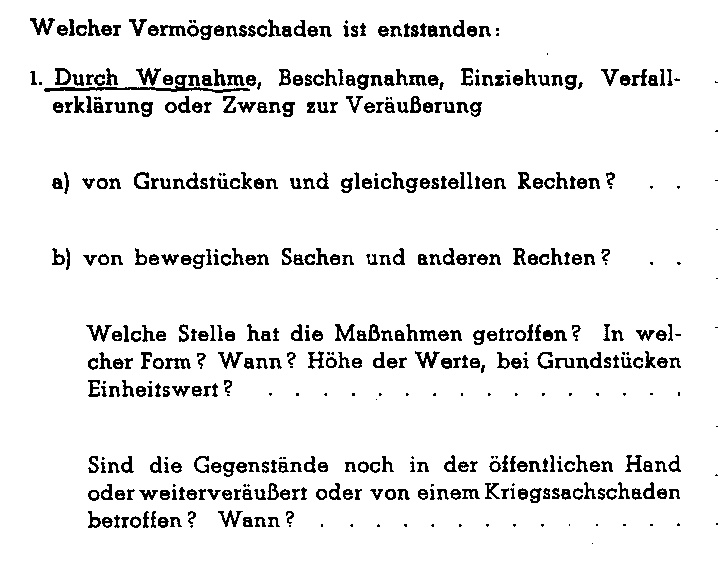 Welcher Vermögensschaden ist entstanden:
1. Durch Wegnahme, Beschlagnahme, Einziehung, Verfall-
erklärung oder Zwang zur Veräußerung
a) von Grundstücken und gleichgestellten Rechten? . .
b) von beweglichen Sachen und anderen Rechten? . .
Welche Stelle hat die Maßnahmen getroffen? In wel-
cher Form? Wann? Höhe der Werte, bei Grundstücken
Einheitswert? . . . . . . . . . . . . . . . .
Sind die Gegenstände noch in der öffentlichen Hand
oder weiterveräußert oder von einem Kriegssachschaden
betroffen? Wann? . . . . . . . . . . . . . .